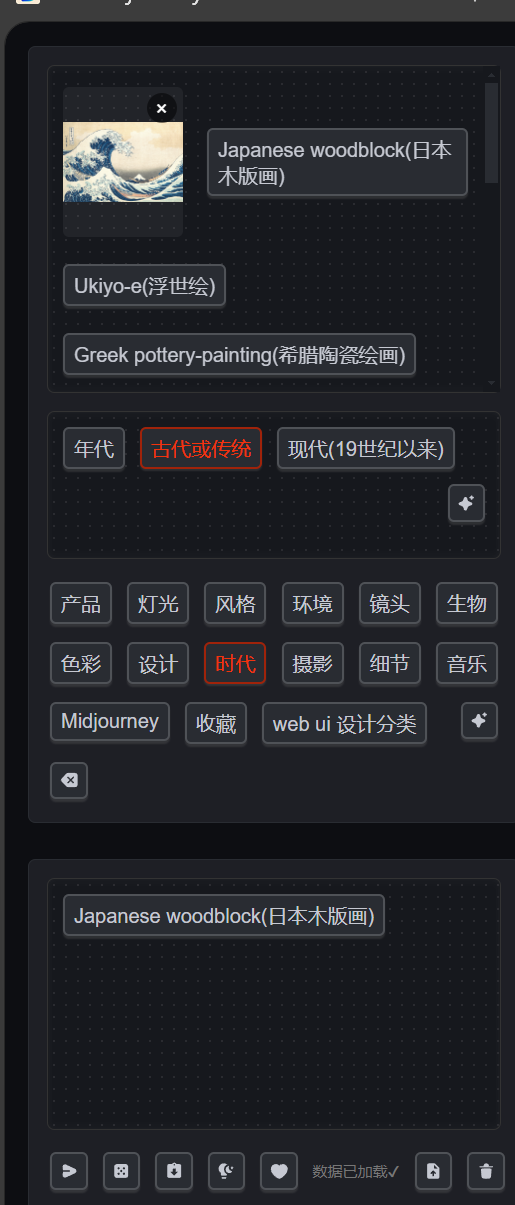 Japanese woodblock(日本
木版画)
Ukiyo-e(浮世绘)
Greek pottery-painting(希腊陶瓷绘画)
年代 古代或传统 现代(19世纪以来)
产品 灯光 风格 环境 镜头 生物
色彩 设计 时代 摄影 细节 音乐
Midjourney 收藏 web ui 设计分类
Japanese woodblock(日本木版画)
数据已加载✓